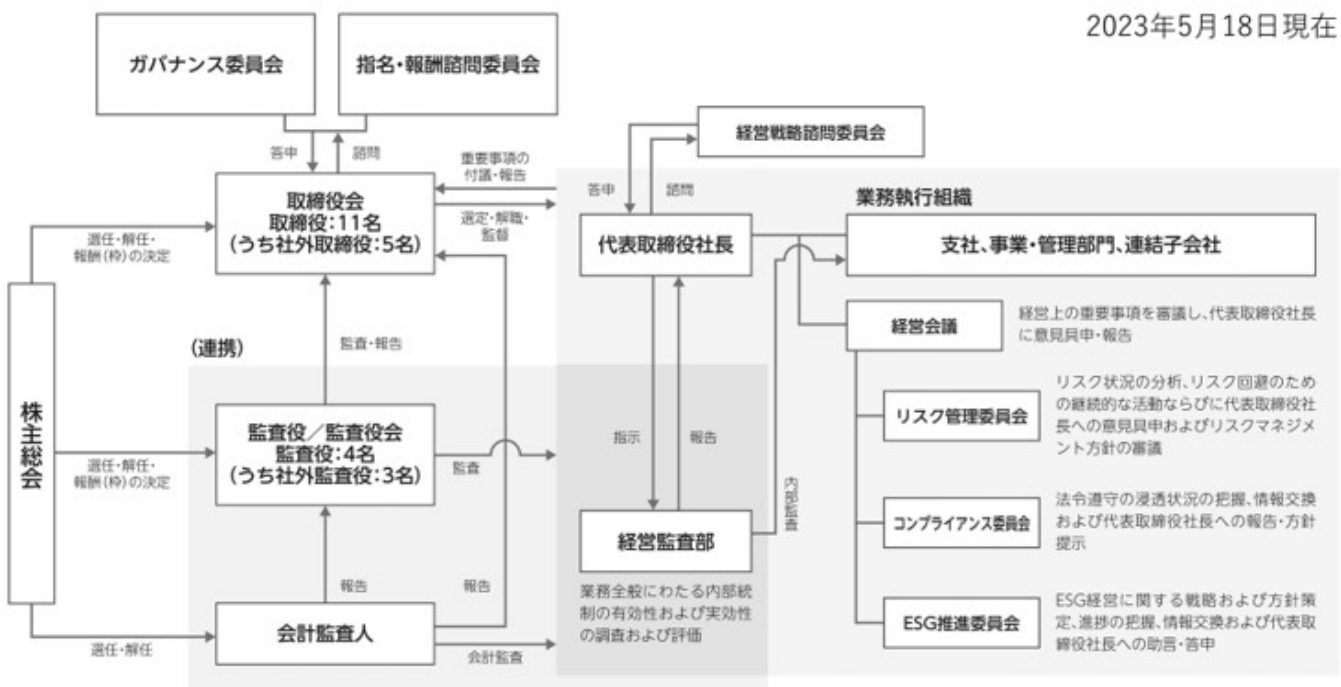 2023年5月18日現在
ガバナンス委員会
指名・報酬諮問委員会
答申
諮問
経営戦略諮問委員会
重要事項の
付議・報告
答申
諮問
業務執行組織
取締役会
取締役：11名
（うち社外取締役：5名）
選任・解任・
報酬（枠）の決定
選定・解職・
監督
代表取締役社長
支社、事業・管理部門、連結子会社
経営会議
経営上の重要事項を審議し、代表取締役社長
に意見具申・報告
（連携）
監査・報告
株主総会
リスク管理委員会
リスク状況の分析、リスク回避のため
の継続的な活動ならびに代表取締役社
長への意見具申およびリスクマネジメ
ント方針の審議
監査役／監査役会
監査役：4名
（うち社外監査役：3名）
選任・解任・
報酬（枠）の決定
監査
指示
報告
内部監査
コンプライアンス委員会
法令遵守の浸透状況の把握、情報交換
および代表取締役社長への報告・方針
提示
経営監査部
業務全般にわたる内部統
制の有効性および実効性
の調査および評価
報告
報告
会計監査人
選任・解任
会計監査
ESG推進委員会
ESG経営に関する戦略および方針策
定、進捗の把握、情報交換および代表取
締役社長への助言・答申